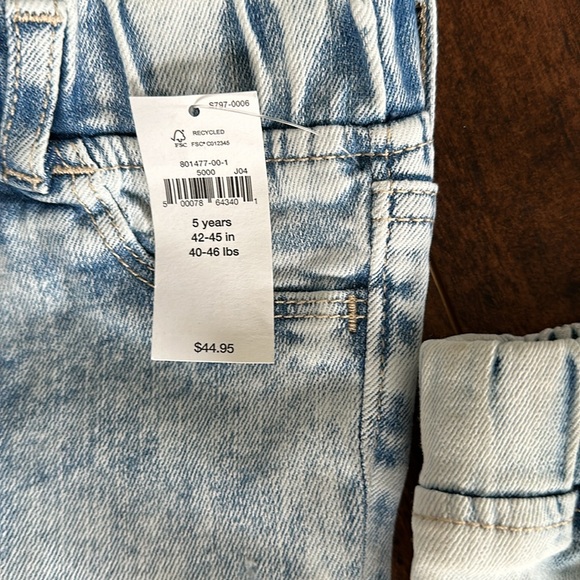 S797-0006
FSC
RECYCLED
FSC® C012345
801477-00-1
5000 J04
5 00078 64340 1
5 years
42-45 in
40-46 lbs
$44.95